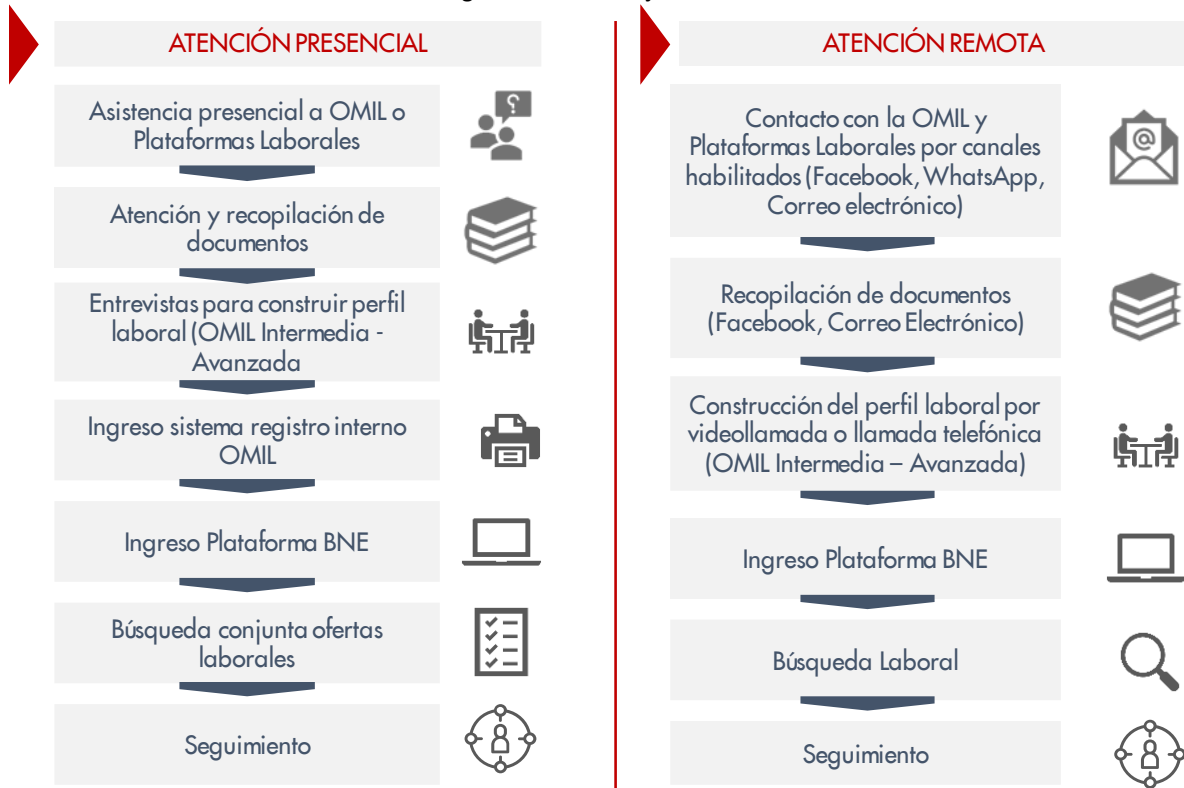 ATENCIÓN PRESENCIAL
Asistencia presencial a OMIL o
Plataformas Laborales
Atención y recopilación de
documentos
Entrevistas para construir perfil
laboral (OMIL Intermedia -
Avanzada
Ingreso sistema registro interno
OMIL
Ingreso Plataforma BNE
Búsqueda conjunta ofertas
laborales
Seguimiento
ATENCIÓN REMOTA
Contacto con la OMIL y
Plataformas Laborales por canales
habilitados (Facebook, WhatsApp,
Correo electrónico)
Recopilación de documentos
(Facebook, Correo Electrónico)
Construcción del perfil laboral por
videollamada o llamada telefónica
(OMIL Intermedia – Avanzada)
Ingreso Plataforma BNE
Búsqueda Laboral
Seguimiento